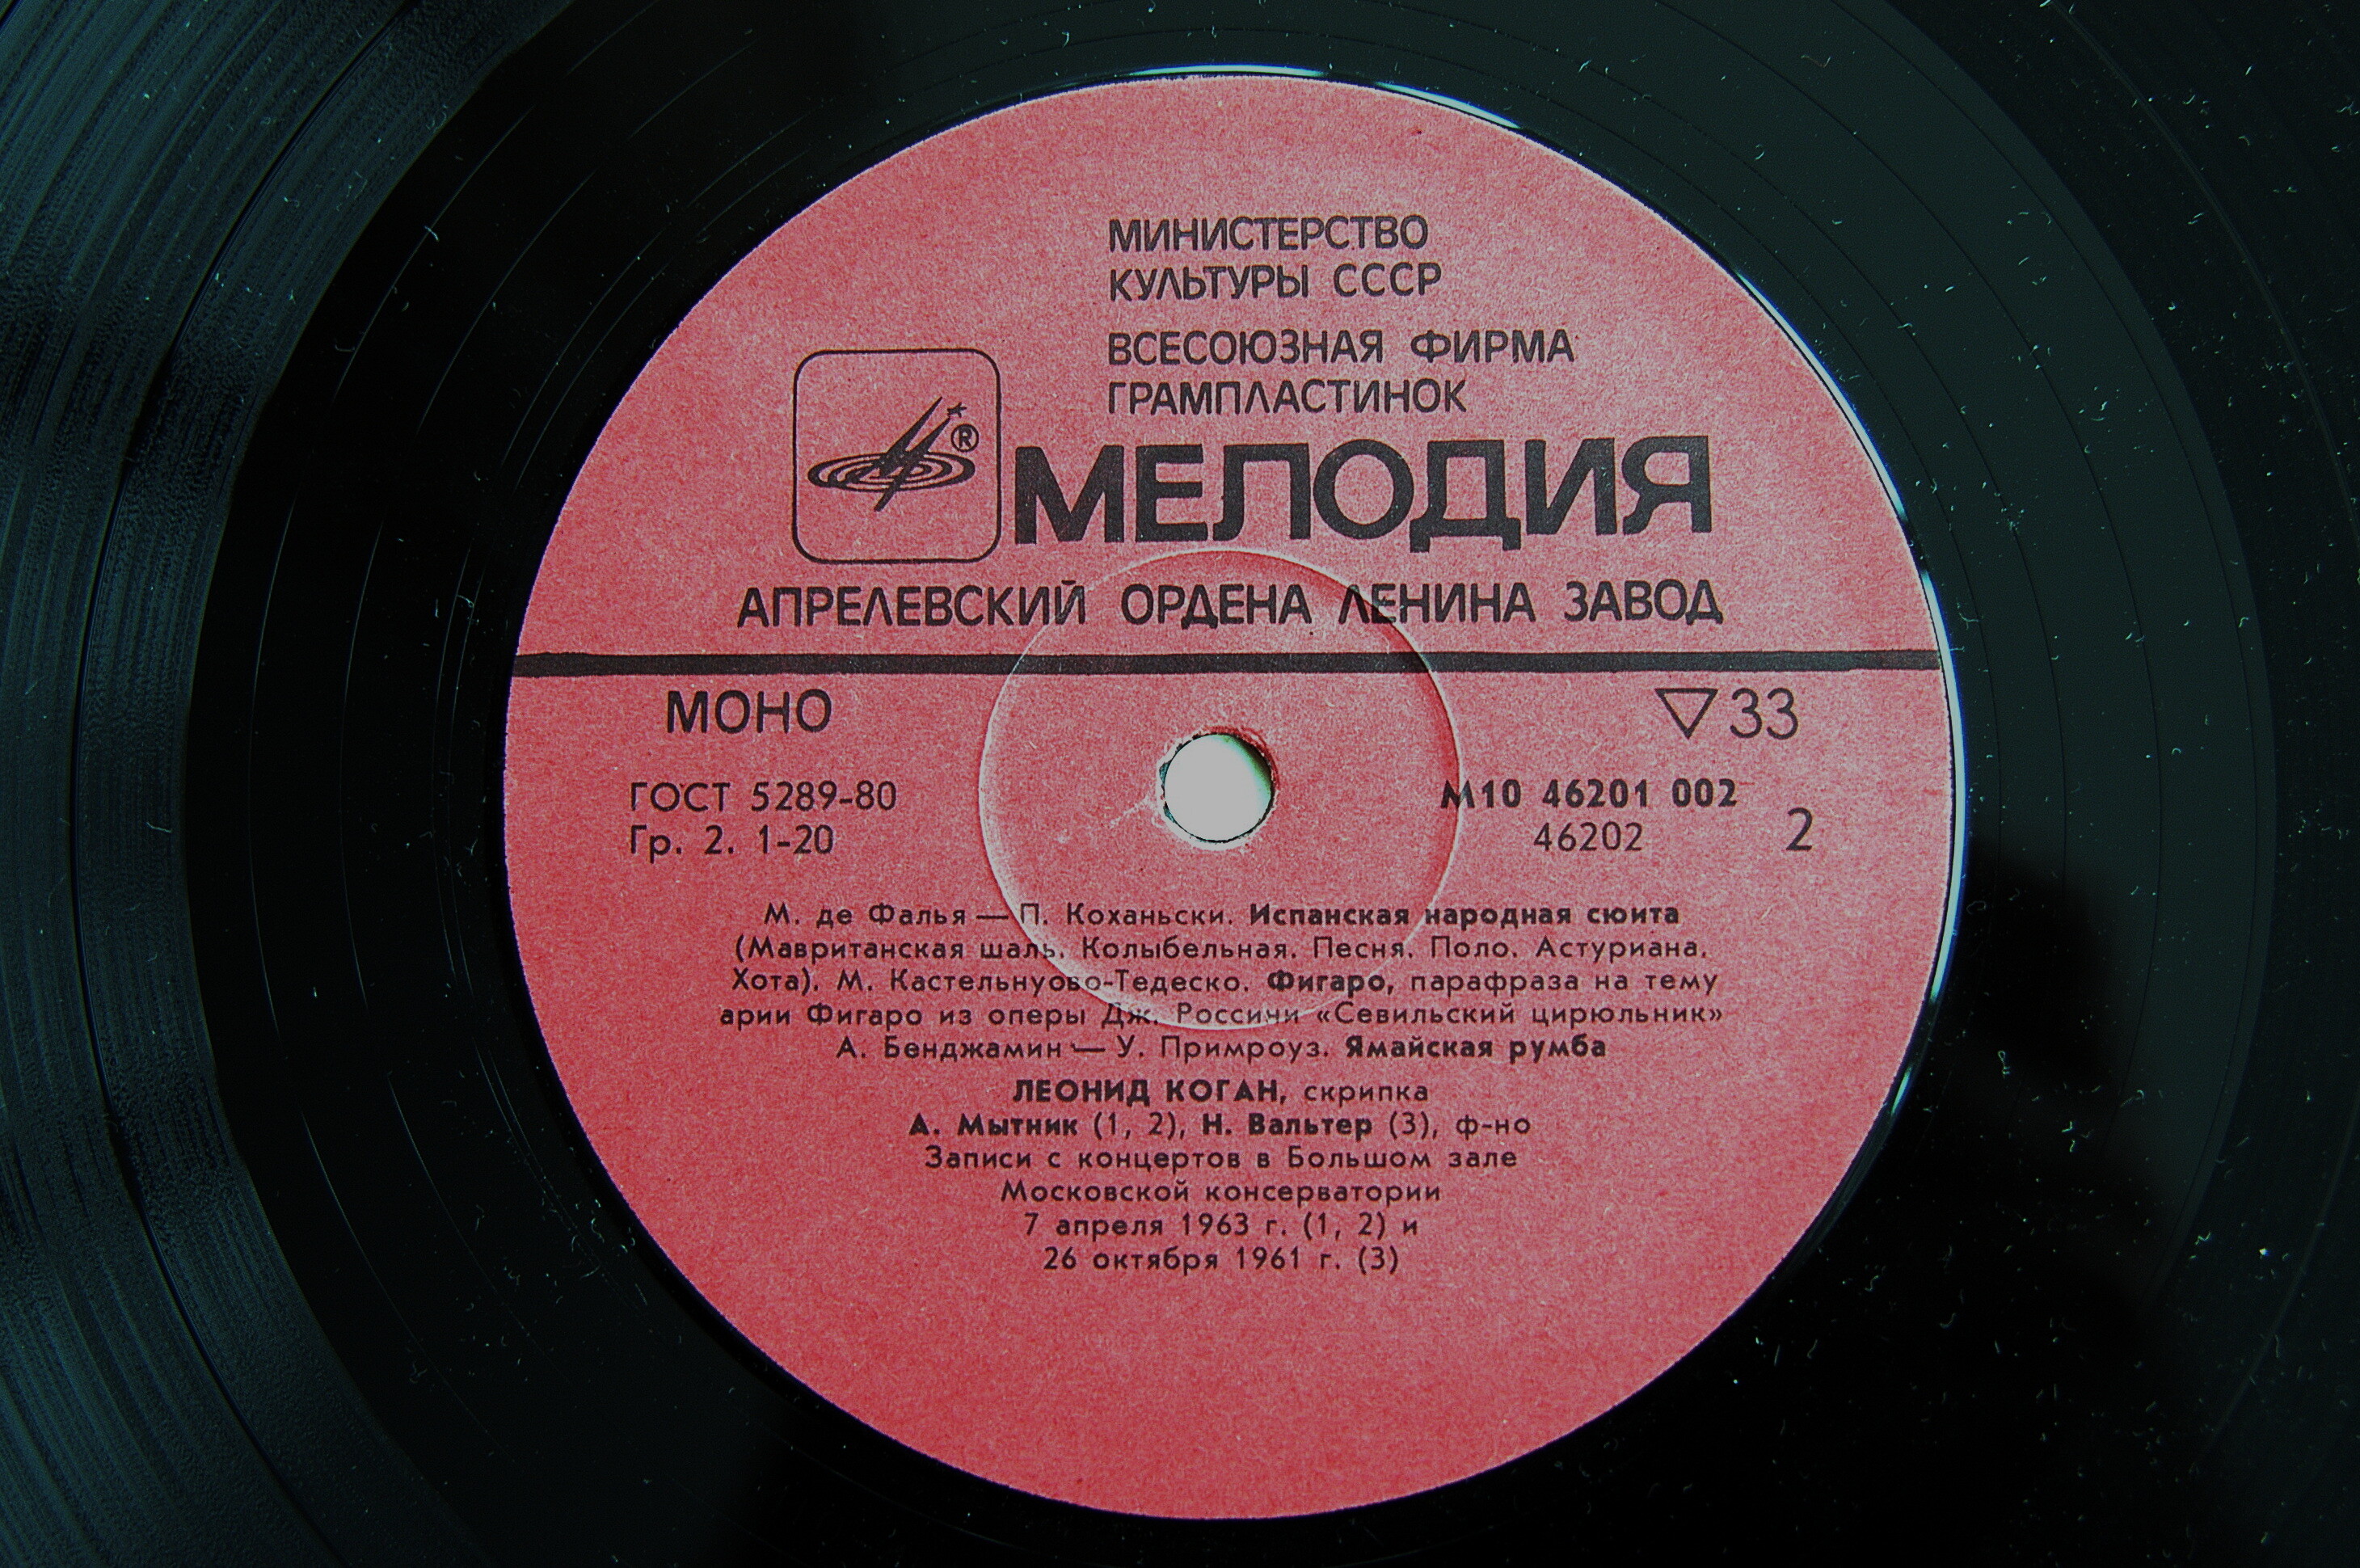 МИНИСТЕРСТВО
КУЛЬТУРЫ СССР
ВСЕСОЮЗНАЯ ФИРМА
ГРАМПЛАСТИНОК
®
МЕЛОДИЯ
АПРЕЛЕВСКИЙ ОРДЕНА ЛЕНИНА ЗАВОД
МОНО
▽33
ГОСТ 5289-80
Гр. 2. 1-20
М10 46201 002
46202
2
М. де Фалья — П. Коханьски. Испанская народная сюита
(Мавританская шаль. Колыбельная. Песня. Поло. Астуриана.
Хота). М. Кастельнуово-Тедеско. Фигаро, парафраза на тему
арии Фигаро из оперы Дж. Россини «Севильский цирюльник»
А. Бенджамин — У. Примроуз. Ямайская румба
ЛЕОНИД КОГАН, скрипка
А. Мытник (1, 2), Н. Вальтер (3), ф-но
Записи с концертов в Большом зале
Московской консерватории
7 апреля 1963 г. (1, 2) и
26 октября 1961 г. (3)